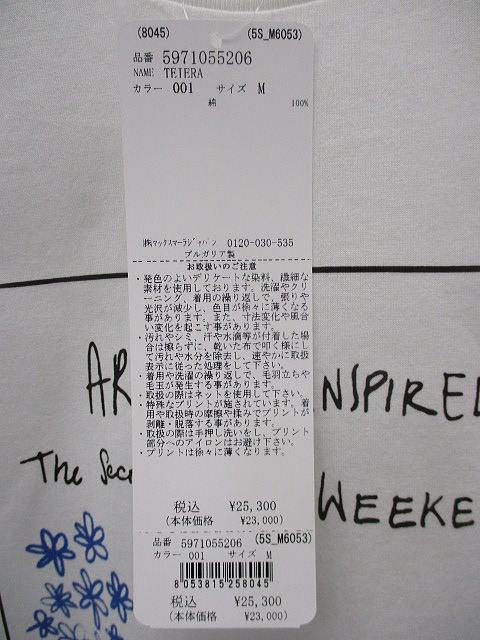 (8045) (5S_M6053)
品番 5971055206
NAME TEIERA
カラー 001 サイズ M
綿 100%
㈱マックスマーラジャパン 0120-030-535
ブルガリア製
お取扱いのご注意
・発色のよいデリケートな染料、繊細な
素材を使用しております。洗濯やクリ
ーニング、着用の繰り返しで、張りや
光沢が減少し、色目が徐々に薄くなる
事があります。また、寸法変化や風合
い変化を起こす事があります。
・汚れやシミ、汗や水滴等が付着した場
合は擦らずに、乾いた布で叩く様にし
て汚れや水分を除去し、速やかに取扱
表示に従った処理をして下さい。
・着用や洗濯の繰り返しで、毛羽立ちや
毛玉が発生する事があります。
・取扱の際はネットを使用して下さい。
・特殊なプリントが施されています。着
用や取扱時の摩擦や揉みでプリントが
剥離・脱落する事があります。
・取扱の際は手押し洗いをし、プリント
部分へのアイロンはお避け下さい。
・プリントは徐々に薄くなります。
AR NSPIRED
The Sec WEEKE
税込 ¥25,300
(本体価格 ¥23,000)
品番 5971055206 (5S_M6053)
カラー 001 サイズ M
8053815258045
税込 ¥25,300
(本体価格 ¥23,000)